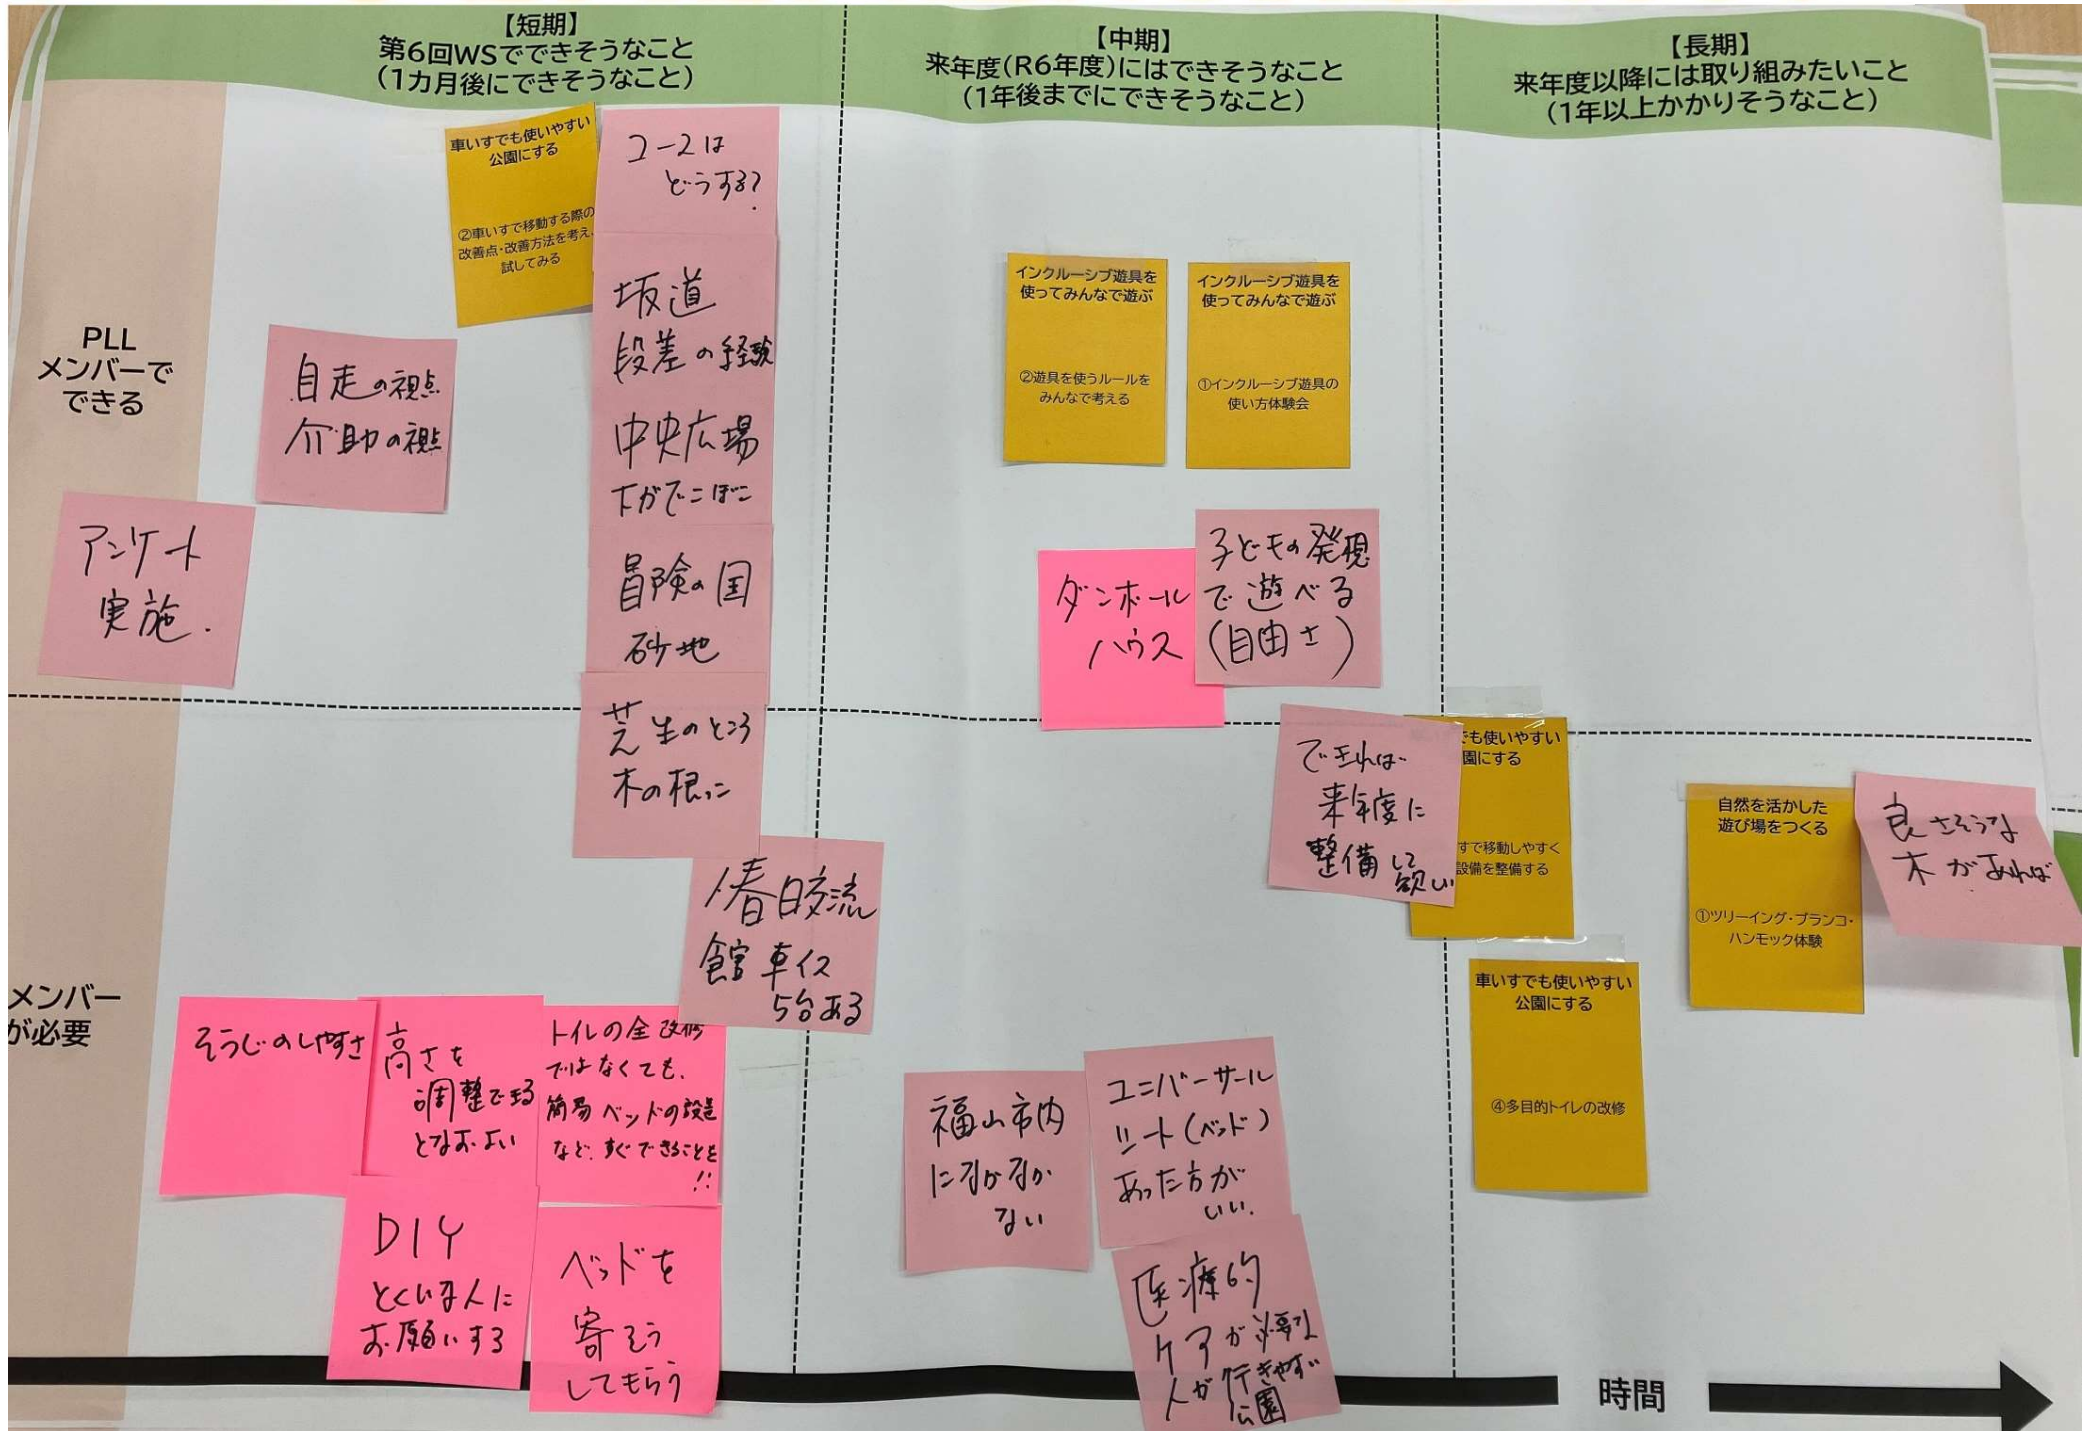 【短期】
第6回WSでできそうなこと
(1カ月後にできそうなこと)
【中期】
来年度(R6年度)にはできそうなこと
(1年後までにできそうなこと)
【長期】
来年度以降には取り組みたいこと
(1年以上かかりそうなこと)
PLL
メンバーで
できる
車いすでも使いやすい
公園にする
②車いすで移動する際の
改善点・改善方法を考え、
試してみる
コースは
どうする?
坂道
段差の経験
中央広場
下がでこぼこ
冒険の国
砂地
芝生のところ
木の根っこ
自走の視点
介助の視点
アンケート
実施.
インクルーシブ遊具を
使ってみんなで遊ぶ
②遊具を使うルールを
みんなで考える
インクルーシブ遊具を
使ってみんなで遊ぶ
①インクルーシブ遊具の
使い方体験会
ダンボール
ハウス
子どもの発想
で遊べる
(自由さ)
メンバー
が必要
春日交流
館車イス
5台ある
そうじのしやすさ
高さを
調整できる
となおよい
トイレの全改修
ではなくても、
簡易ベッドの設置
など、すぐできることを
!!
DIY
とくいな人に
お願いする
ベッドを
寄そう
してもらう
福山市内
になかなか
ない
ユニバーサール
シート(ベッド)
あった方が
いい.
医療的
ケアが必要な
人が行きやすい
公園
できれば
来年度に
整備して
欲しい
でも使いやすい
園にする
すで移動しやすく
設備を整備する
車いすでも使いやすい
公園にする
④多目的トイレの改修
自然を活かした
遊び場をつくる
①ツリーイング・ブランコ・
ハンモック体験
良さそうな
木があれば
時間